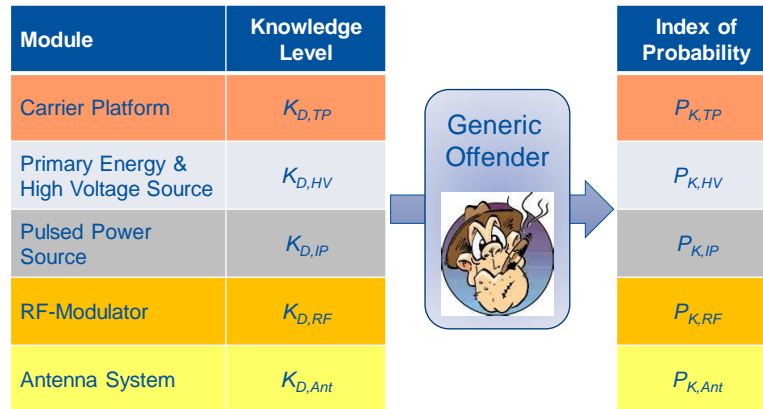 Module
Knowledge
Level
Index of
Probability
Carrier Platform
K_D,TP
P_K,TP
Generic
Offender
Primary Energy &
High Voltage Source
K_D,HV
P_K,HV
Pulsed Power
Source
K_D,IP
P_K,IP
RF-Modulator
K_D,RF
P_K,RF
Antenna System
K_D,Ant
P_K,Ant